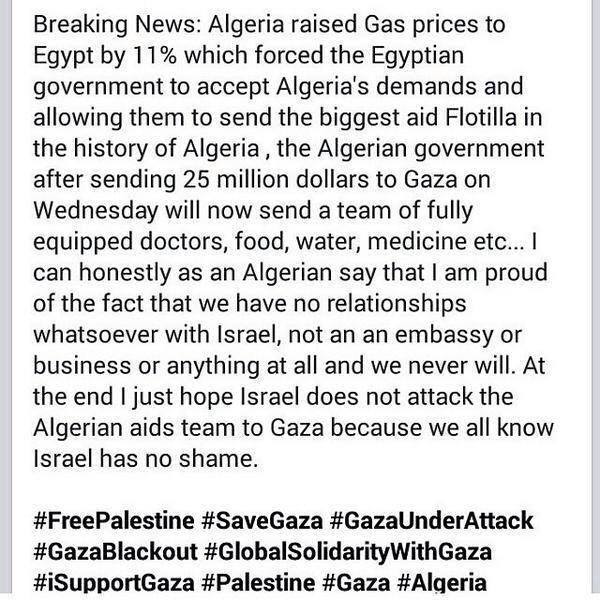 Breaking News: Algeria raised Gas prices to
Egypt by 11% which forced the Egyptian
government to accept Algeria's demands and
allowing them to send the biggest aid Flotilla in
the history of Algeria , the Algerian government
after sending 25 million dollars to Gaza on
Wednesday will now send a team of fully
equipped doctors, food, water, medicine etc... I
can honestly as an Algerian say that I am proud
of the fact that we have no relationships
whatsoever with Israel, not an an embassy or
business or anything at all and we never will. At
the end I just hope Israel does not attack the
Algerian aids team to Gaza because we all know
Israel has no shame.
#FreePalestine #SaveGaza #GazaUnderAttack
#GazaBlackout #GlobalSolidarityWithGaza
#iSupportGaza #Palestine #Gaza #Algeria